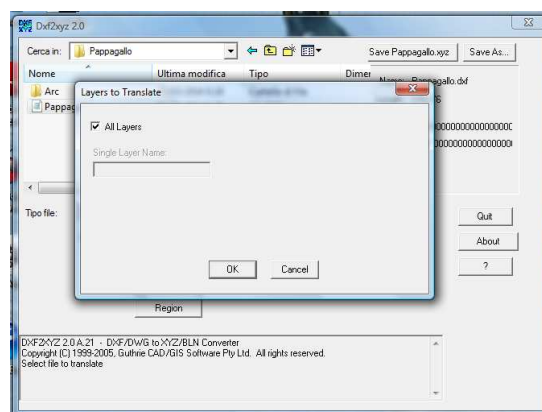 Dxf2xyz 2.0
Cerca in: Pappagallo
Save Pappagallo.xyz
Save As...
Nome Ultima modifica Tipo
Arc
Layers to Translate
All Layers
Single Layer Name:
Tipo file:
Quit
About
?
OK Cancel
Region
DXF2XYZ 2.0 A.21 - DXF/DWG to XYZ/BLN Converter
Copyright (C) 1999-2005, Guthrie CAD/GIS Software Pty Ltd. All rights reserved.
Select file to translate